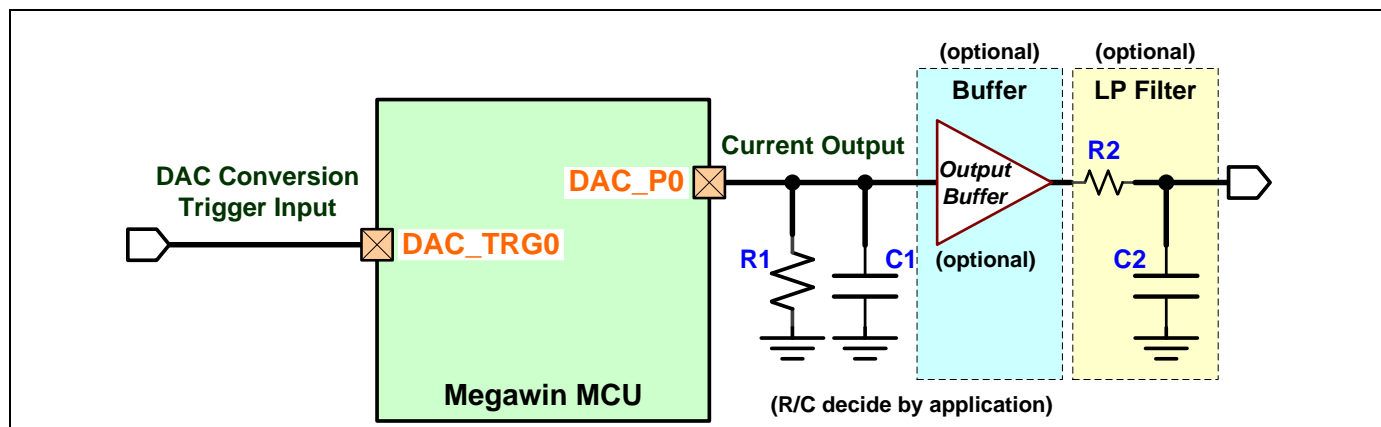 (optional)
(optional)
Buffer
LP Filter
Current Output
R2
DAC Conversion
Trigger Input
DAC_P0
Output
Buffer
DAC_TRG0
R1
C1
(optional)
C2
Megawin MCU
(R/C decide by application)